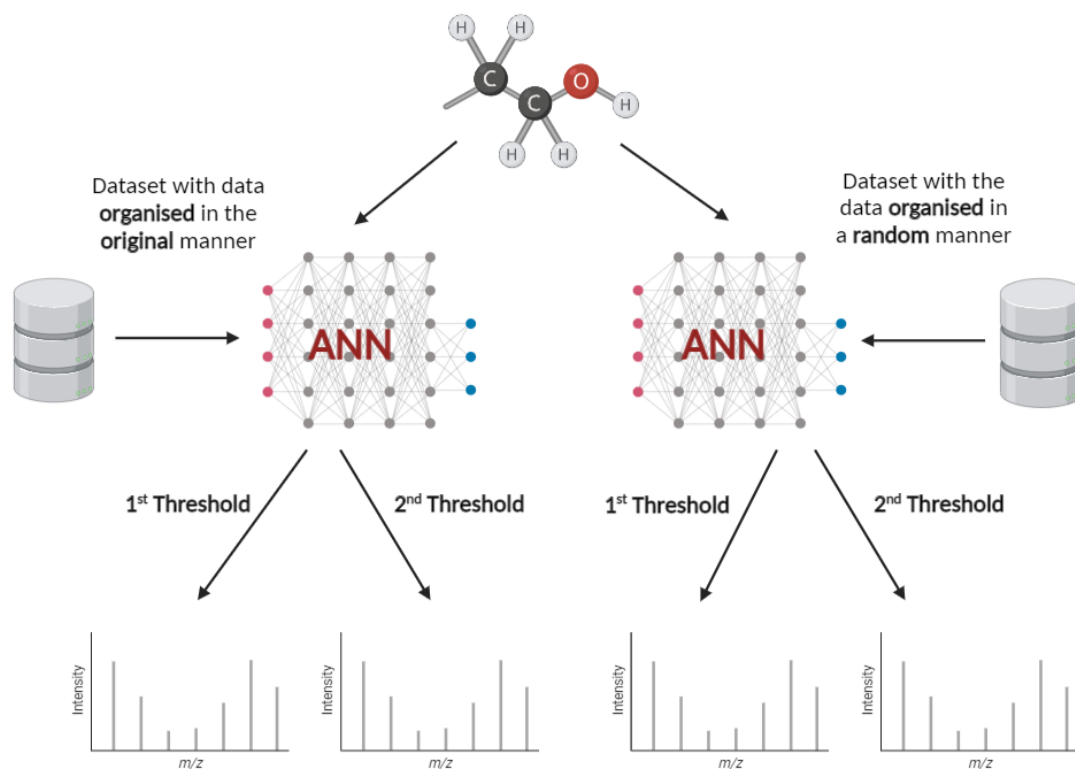 H
H
C
O
C
H
H
H
Dataset with data
organised in the
original manner
Dataset with the
data organised in
a random manner
ANN
ANN
1st Threshold
2nd Threshold
1st Threshold
2nd Threshold
Intensity
m/z
Intensity
m/z
Intensity
m/z
Intensity
m/z